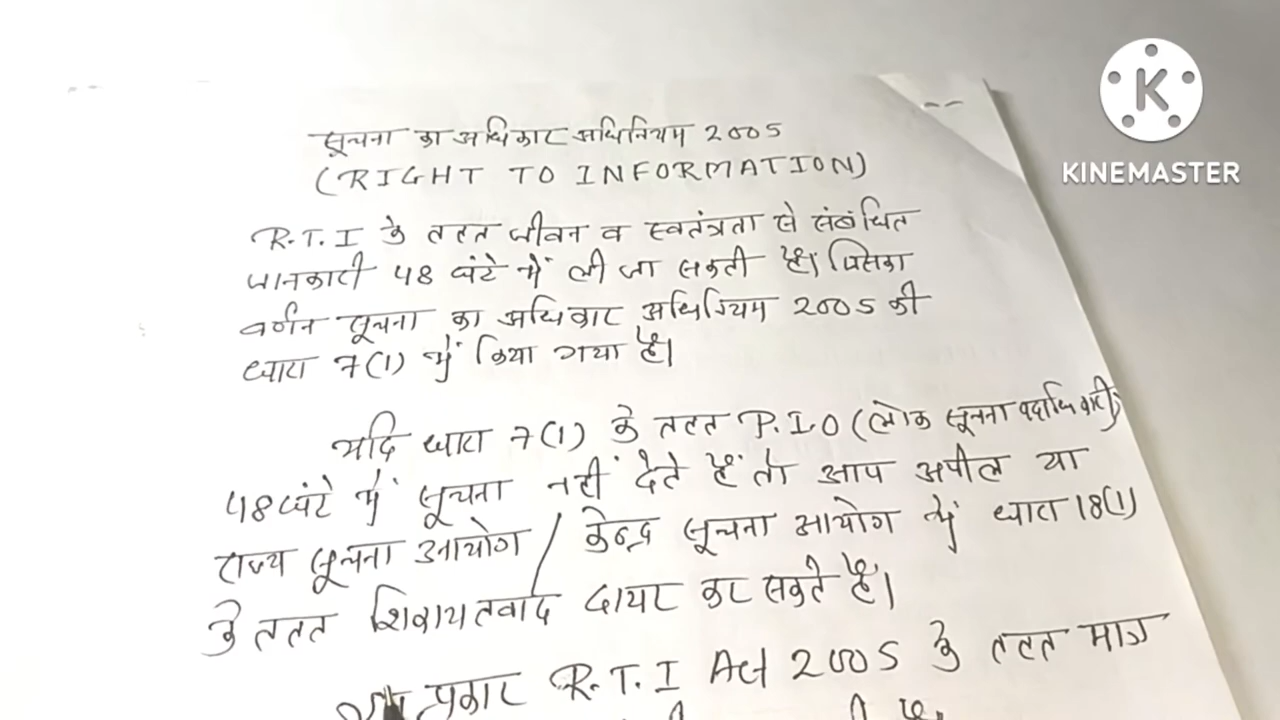 सूचना का अधिकार अधिनियम 2005
(RIGHT TO INFORMATION)
R.T.I के तहत जीवन व स्वतंत्रता से संबंधित
जानकारी 48 घंटे में ली जा सकती है। जिसका
वर्णन सूचना का अधिकार अधिनियम 2005 की
धारा 7(1) में किया गया है।
यदि धारा 7(1) के तहत P.I.O (लोक सूचना पदाधिकारी)
48 घंटे में सूचना नहीं देते हैं तो आप अपील या
राज्य सूचना आयोग / केन्द्र सूचना आयोग में धारा 18(1)
के तहत शिकायतवाद दायर कर सकते हैं।
प्रकार R.T.I Act 2005 के तहत मात्र
KINEMASTER